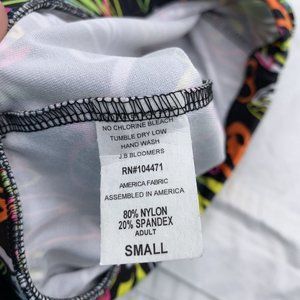 NO CHLORINE BLEACH
TUMBLE DRY LOW
HAND WASH
J.B.BLOOMERS
RN#104471
AMERICA FABRIC
ASSEMBLED IN AMERICA
80% NYLON
20% SPANDEX
ADULT
SMALL